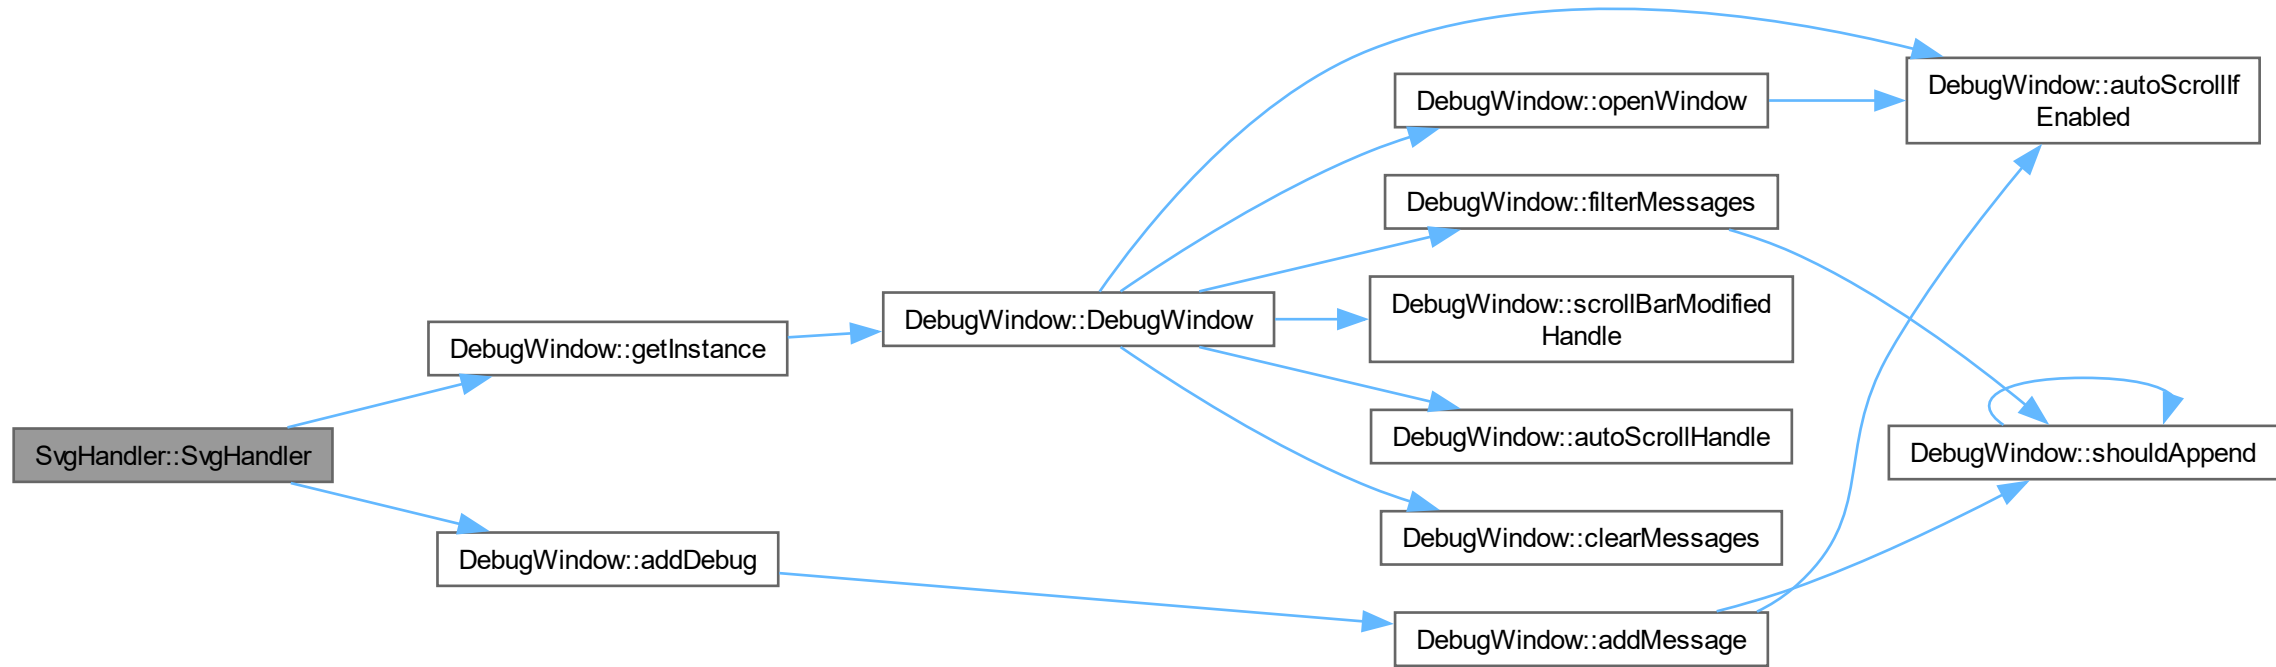 SvgHandler::SvgHandler
DebugWindow::getInstance
DebugWindow::addDebug
DebugWindow::DebugWindow
DebugWindow::openWindow
DebugWindow::filterMessages
DebugWindow::scrollBarModified
Handle
DebugWindow::autoScrollHandle
DebugWindow::clearMessages
DebugWindow::addMessage
DebugWindow::autoScrollIf
Enabled
DebugWindow::shouldAppend